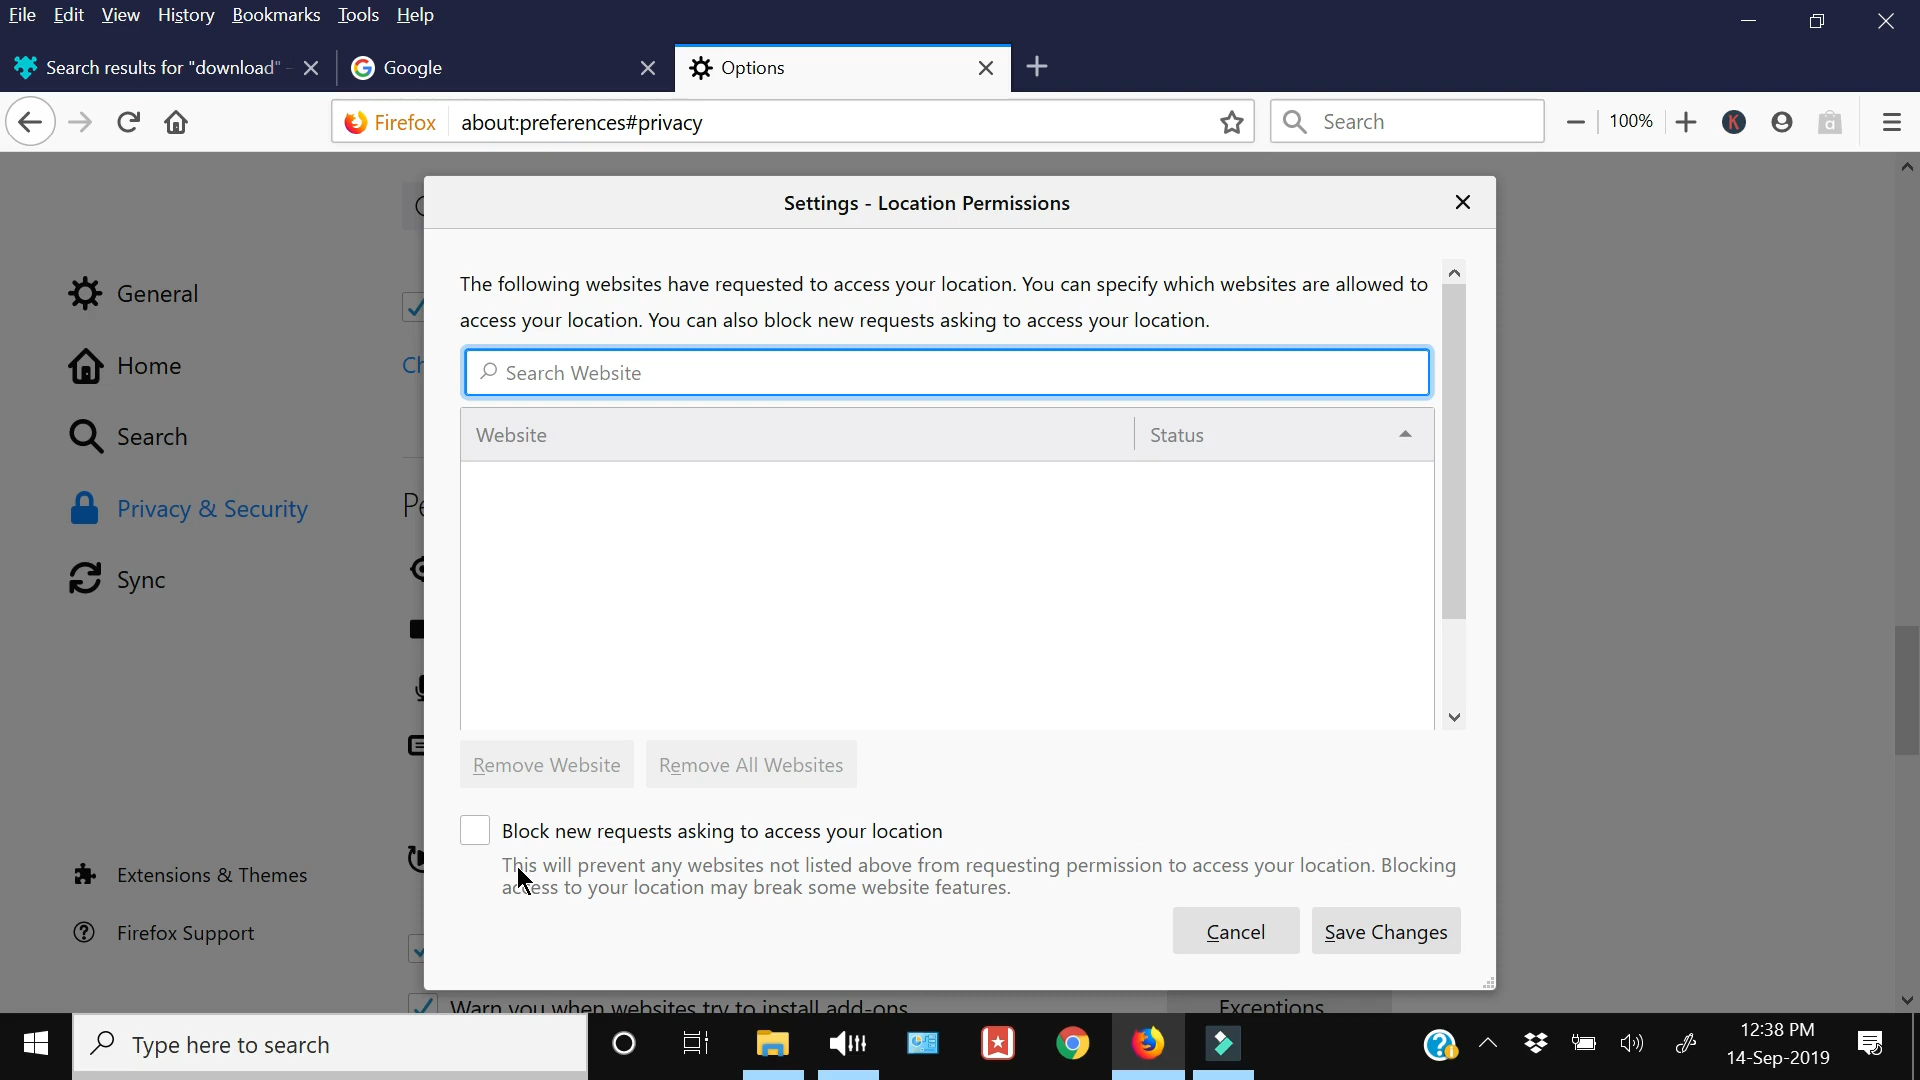 File Edit View History Bookmarks Tools Help
Search results for "download" -
Google
Options
Firefox about:preferences#privacy
Search
100%
K
a
Settings - Location Permissions
The following websites have requested to access your location. You can specify which websites are allowed to
access your location. You can also block new requests asking to access your location.
Search Website
Website Status
Remove Website Remove All Websites
Block new requests asking to access your location
This will prevent any websites not listed above from requesting permission to access your location. Blocking
access to your location may break some website features.
Cancel Save Changes
General
Home
Search
Privacy & Security
Sync
Extensions & Themes
Firefox Support
Ch
Pe
Warn you when websites try to install add-ons
Exceptions
Type here to search
12:38 PM
14-Sep-2019